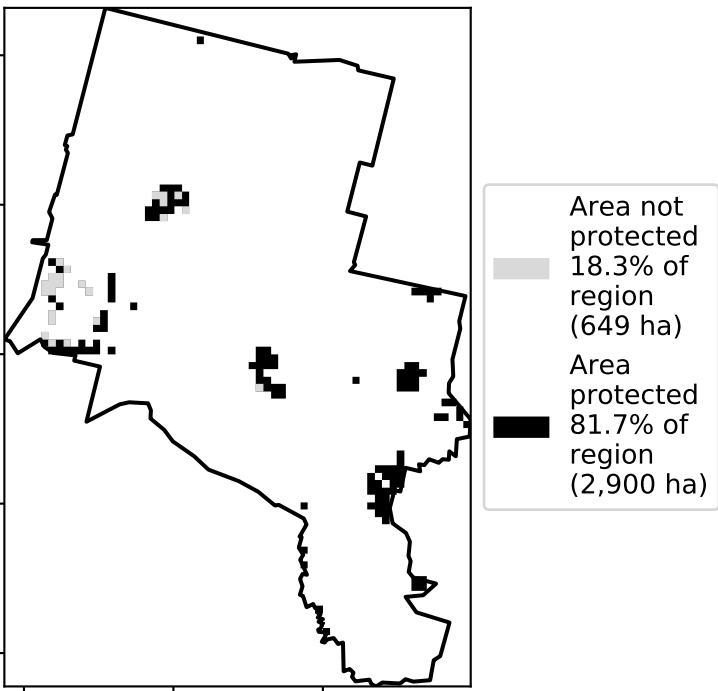 Area not
protected
18.3% of
region
(649 ha)
Area
protected
81.7% of
region
(2,900 ha)